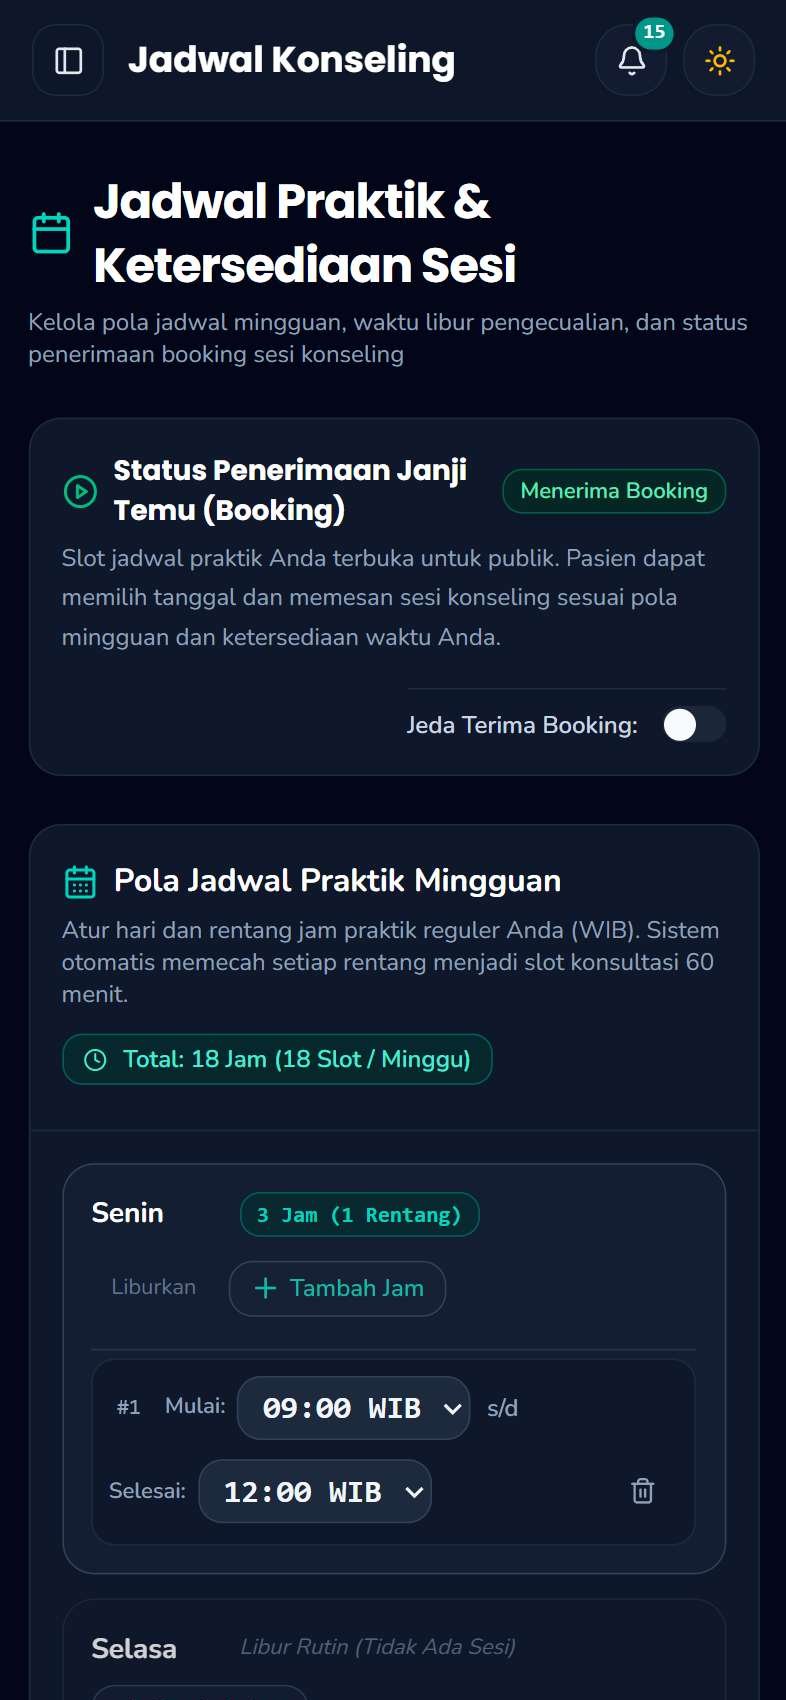 Jadwal Konseling
15
Jadwal Praktik &
Ketersediaan Sesi
Kelola pola jadwal mingguan, waktu libur pengecualian, dan status
penerimaan booking sesi konseling
Status Penerimaan Janji
Temu (Booking)
Menerima Booking
Slot jadwal praktik Anda terbuka untuk publik. Pasien dapat
memilih tanggal dan memesan sesi konseling sesuai pola
mingguan dan ketersediaan waktu Anda.
Jeda Terima Booking:
Pola Jadwal Praktik Mingguan
Atur hari dan rentang jam praktik reguler Anda (WIB). Sistem
otomatis memecah setiap rentang menjadi slot konsultasi 60
menit.
Total: 18 Jam (18 Slot / Minggu)
Senin
3 Jam (1 Rentang)
Liburkan
+ Tambah Jam
#1 Mulai: 09:00 WIB s/d
Selesai: 12:00 WIB
Selasa
Libur Rutin (Tidak Ada Sesi)